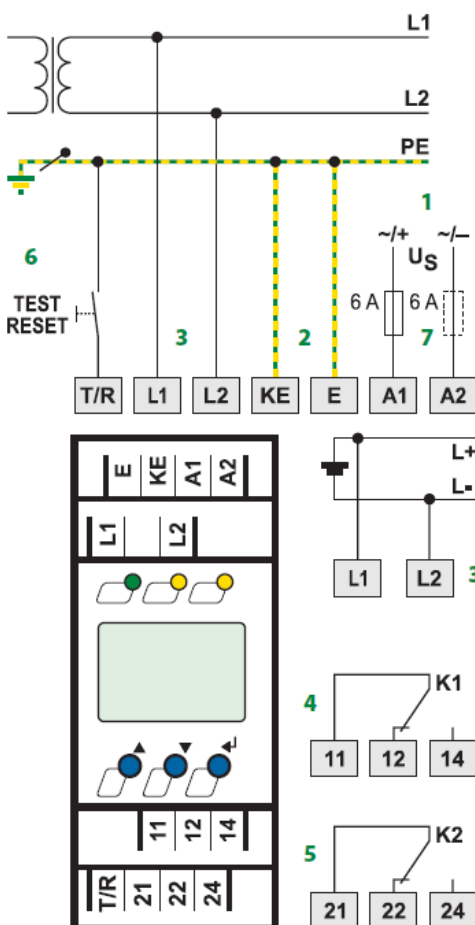 L1
L2
PE
1
6
~/+ ~/–
US
TEST
RESET
6 A 6 A
3 2 7
T/R L1 L2 KE E A1 A2
E KE A1 A2
L1 L2
L+
L-
L1 L2
▲ ▼ ↵
4
K1
11 12 14
11 12 14
5
K2
T/R 21 22 24
21 22 24